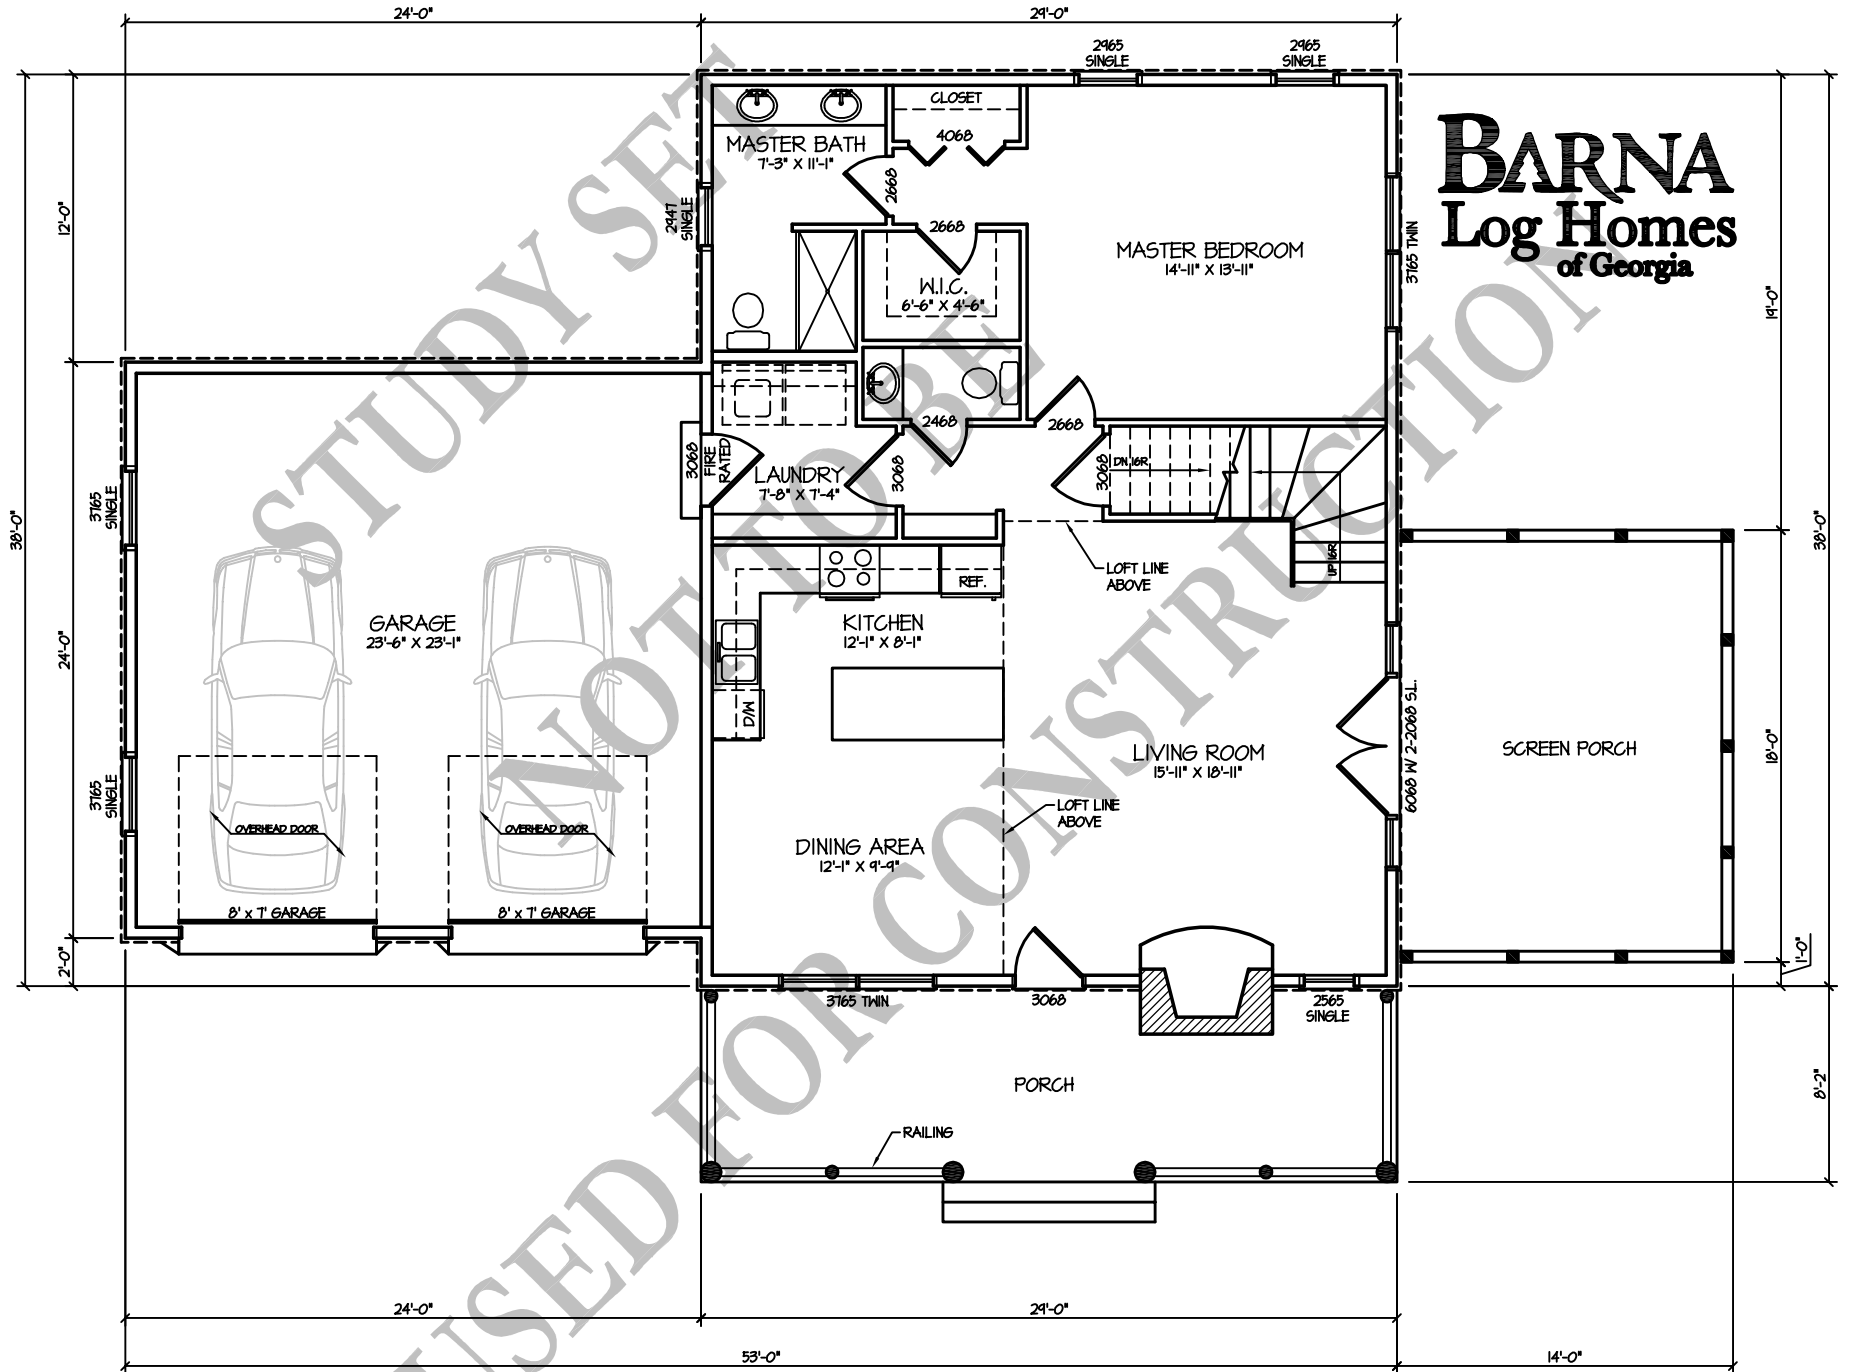 24'-0"
29'-0"
2965
SINGLE
2965
SINGLE
CLOSET
4068
MASTER BATH
7'-3" X 11'-1"
2668
BARNA
Log Homes
of Georgia
12'-0"
2947
SINGLE
2668
MASTER BEDROOM
14'-11" X 13'-11"
3765 TWIN
W.I.C.
6'-6" X 4'-6"
19'-0"
2468
2668
3068
FIRE
RATED
LAUNDRY
7'-8" X 7'-4"
3068
3068
DN. 16R
3765
SINGLE
38'-0"
38'-0"
LOFT LINE
ABOVE
UP 16R
REF.
GARAGE
23'-6" X 23'-1"
KITCHEN
12'-1" X 8'-1"
24'-0"
D/W
6068 W/ 2-2068 S.L.
18'-0"
SCREEN PORCH
LIVING ROOM
15'-11" X 18'-11"
3765
SINGLE
LOFT LINE
ABOVE
OVERHEAD DOOR
OVERHEAD DOOR
DINING AREA
12'-1" X 9'-9"
8' x 7' GARAGE
8' x 7' GARAGE
2'-0"
1'-0"
3765 TWIN
3068
2565
SINGLE
PORCH
8'-2"
RAILING
24'-0"
29'-0"
53'-0"
14'-0"
STUDY SET
NOT TO BE
USED FOR CONSTRUCTION